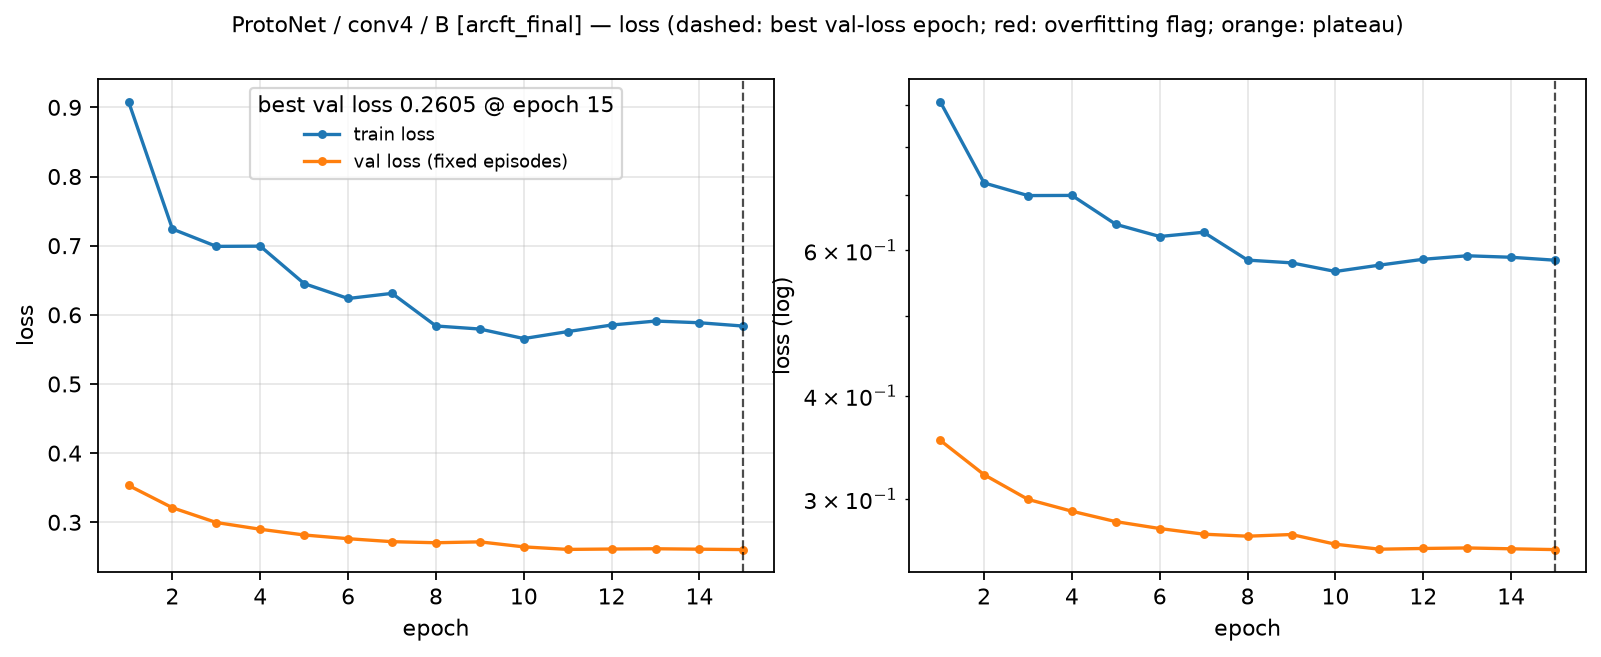 ProtoNet / conv4 / B [arcft_final] — loss (dashed: best val-loss epoch; red: overfitting flag; orange: plateau)
best val loss 0.2605 @ epoch 15
train loss
val loss (fixed episodes)
loss
0.9
0.8
0.7
0.6
0.5
0.4
0.3
2 4 6 8 10 12 14
epoch
loss (log)
6 × 10⁻¹
4 × 10⁻¹
3 × 10⁻¹
2 4 6 8 10 12 14
epoch